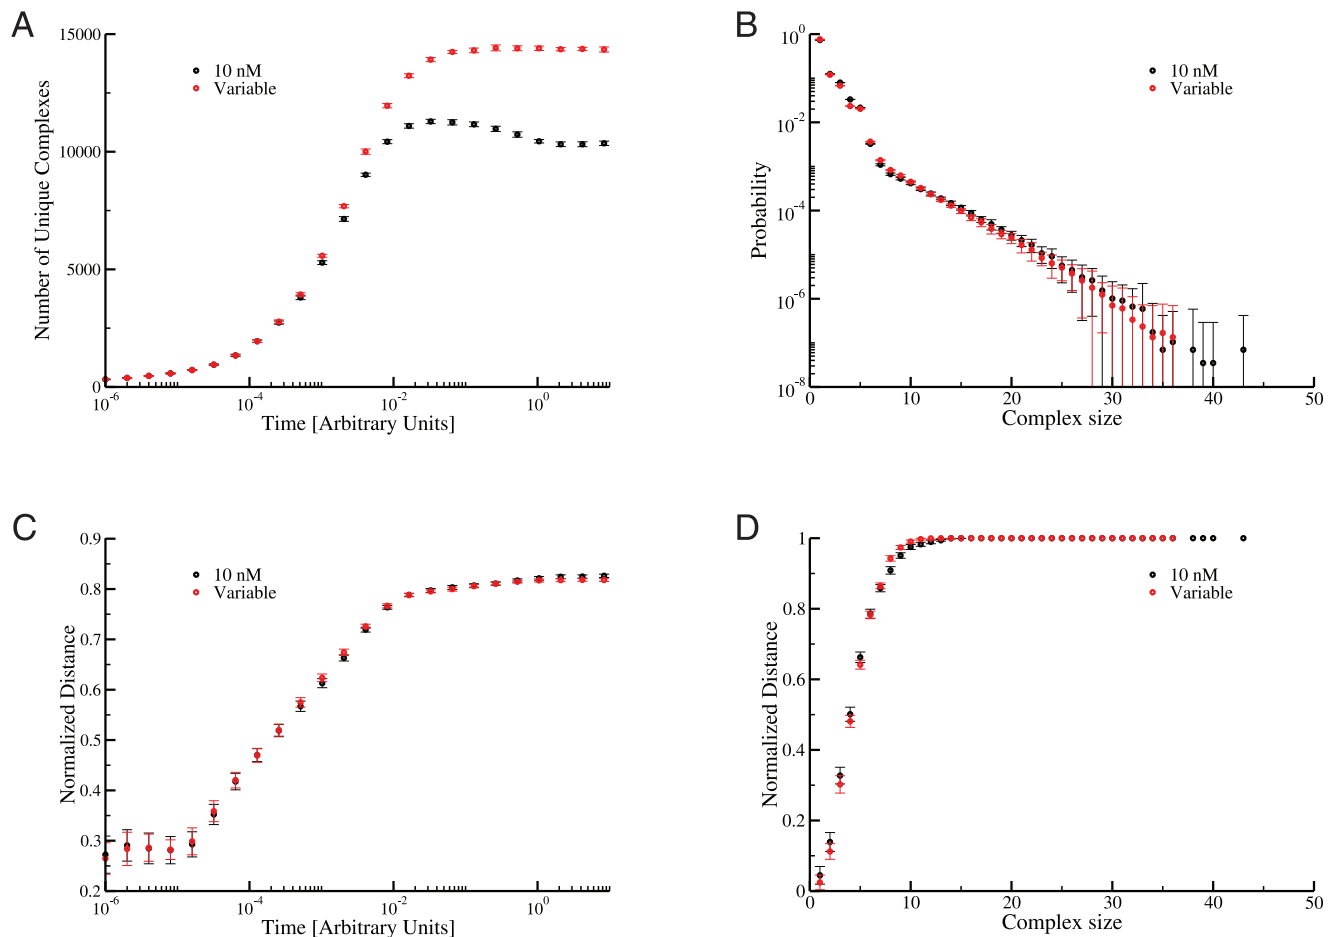 A
15000
10000
5000
0
Number of Unique Complexes
10 nM
Variable
10^-6
10^-4
10^-2
10^0
Time [Arbitrary Units]
B
10^0
10^-2
10^-4
10^-6
10^-8
Probability
10 nM
Variable
0
10
20
30
40
50
Complex size
C
0.9
0.8
0.7
0.6
0.5
0.4
0.3
0.2
Normalized Distance
10 nM
Variable
10^-6
10^-4
10^-2
10^0
Time [Arbitrary Units]
D
1
0.8
0.6
0.4
0.2
0
Normalized Distance
10 nM
Variable
0
10
20
30
40
50
Complex size